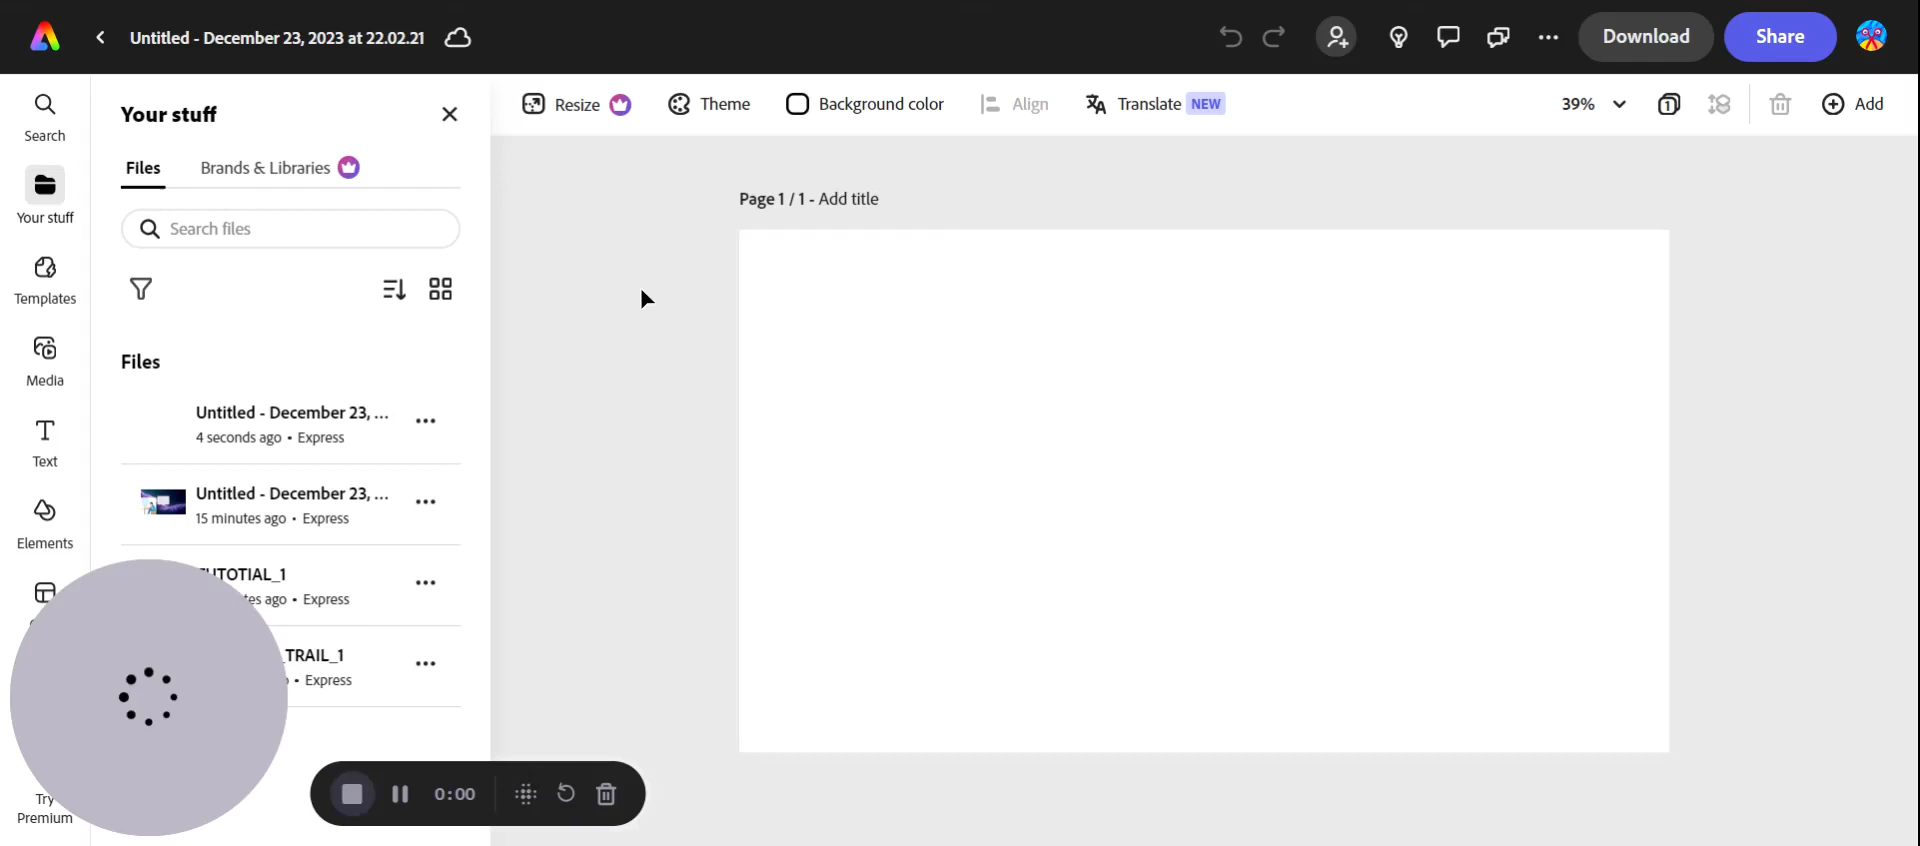 Untitled - December 23, 2023 at 22.02.21
Download
Share
Search
Your stuff
Templates
Media
Text
Elements
Try
Premium
Your stuff
Files
Brands & Libraries
Search files
Files
Untitled - December 23, ...
4 seconds ago • Express
Untitled - December 23, ...
15 minutes ago • Express
TUTOTIAL_1
ago • Express
TRAIL_1
• Express
0:00
Resize
Theme
Background color
Align
Translate NEW
39%
1
Add
Page 1 / 1 - Add title